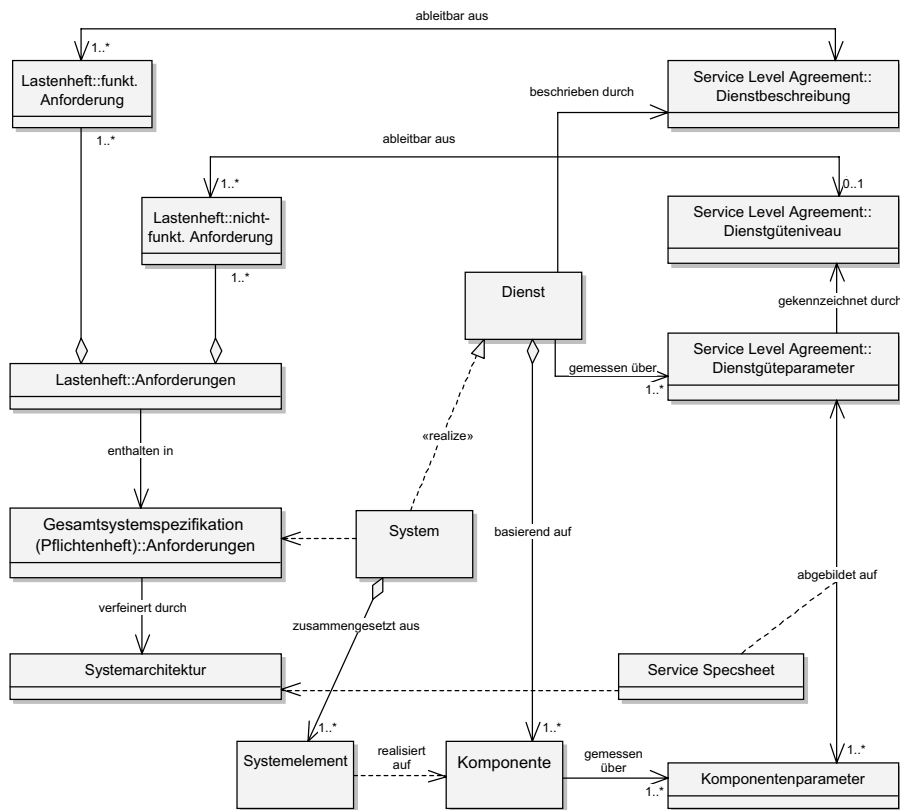 ableitbar aus
1..*
Lastenheft::funkt.
Anforderung
Service Level Agreement::
Dienstbeschreibung
beschrieben durch
1..*
ableitbar aus
1..*
0..1
Lastenheft::nicht-
funkt. Anforderung
Service Level Agreement::
Dienstgüteniveau
1..*
Dienst
gekennzeichnet durch
Service Level Agreement::
Dienstgüteparameter
gemessen über
1..*
Lastenheft::Anforderungen
«realize»
enthalten in
Gesamtsystemspezifikation
(Pflichtenheft)::Anforderungen
System
basierend auf
abgebildet auf
verfeinert durch
zusammengesetzt aus
Systemarchitektur
Service Specsheet
1..*
1..*
1..*
Systemelement
realisiert
auf
Komponente
gemessen
über
1..*
Komponentenparameter